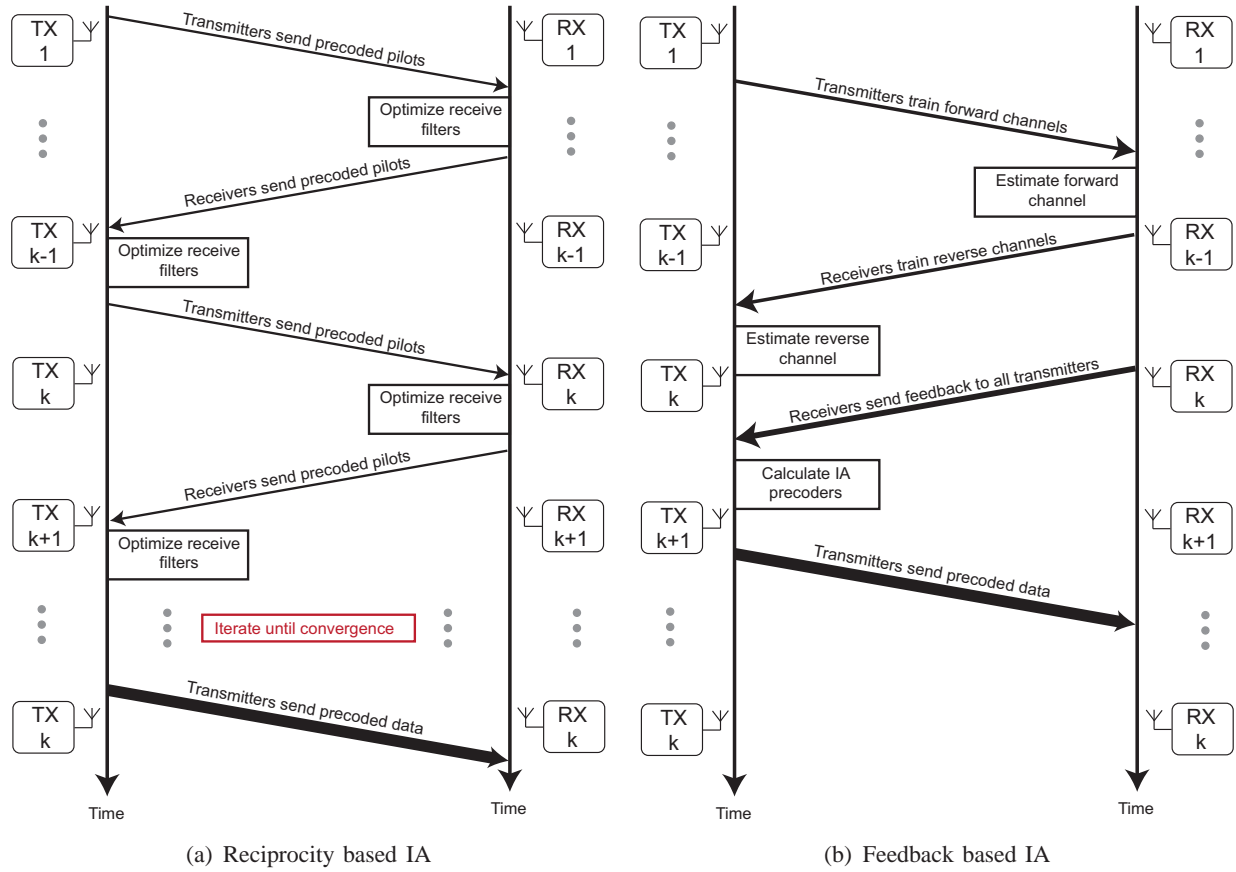 TX
1
Transmitters send precoded pilots
RX
1
Optimize receive
filters
Receivers send precoded pilots
TX
k-1
RX
k-1
Optimize receive
filters
Transmitters send precoded pilots
TX
k
RX
k
Optimize receive
filters
Receivers send precoded pilots
TX
k+1
RX
k+1
Optimize receive
filters
Iterate until convergence
Transmitters send precoded data
TX
k
RX
k
Time
Time
(a) Reciprocity based IA
TX
1
RX
1
Transmitters train forward channels
Estimate forward
channel
TX
k-1
RX
k-1
Receivers train reverse channels
Estimate reverse
channel
TX
k
RX
k
Receivers send feedback to all transmitters
Calculate IA
precoders
TX
k+1
RX
k+1
Transmitters send precoded data
TX
k
RX
k
Time
Time
(b) Feedback based IA